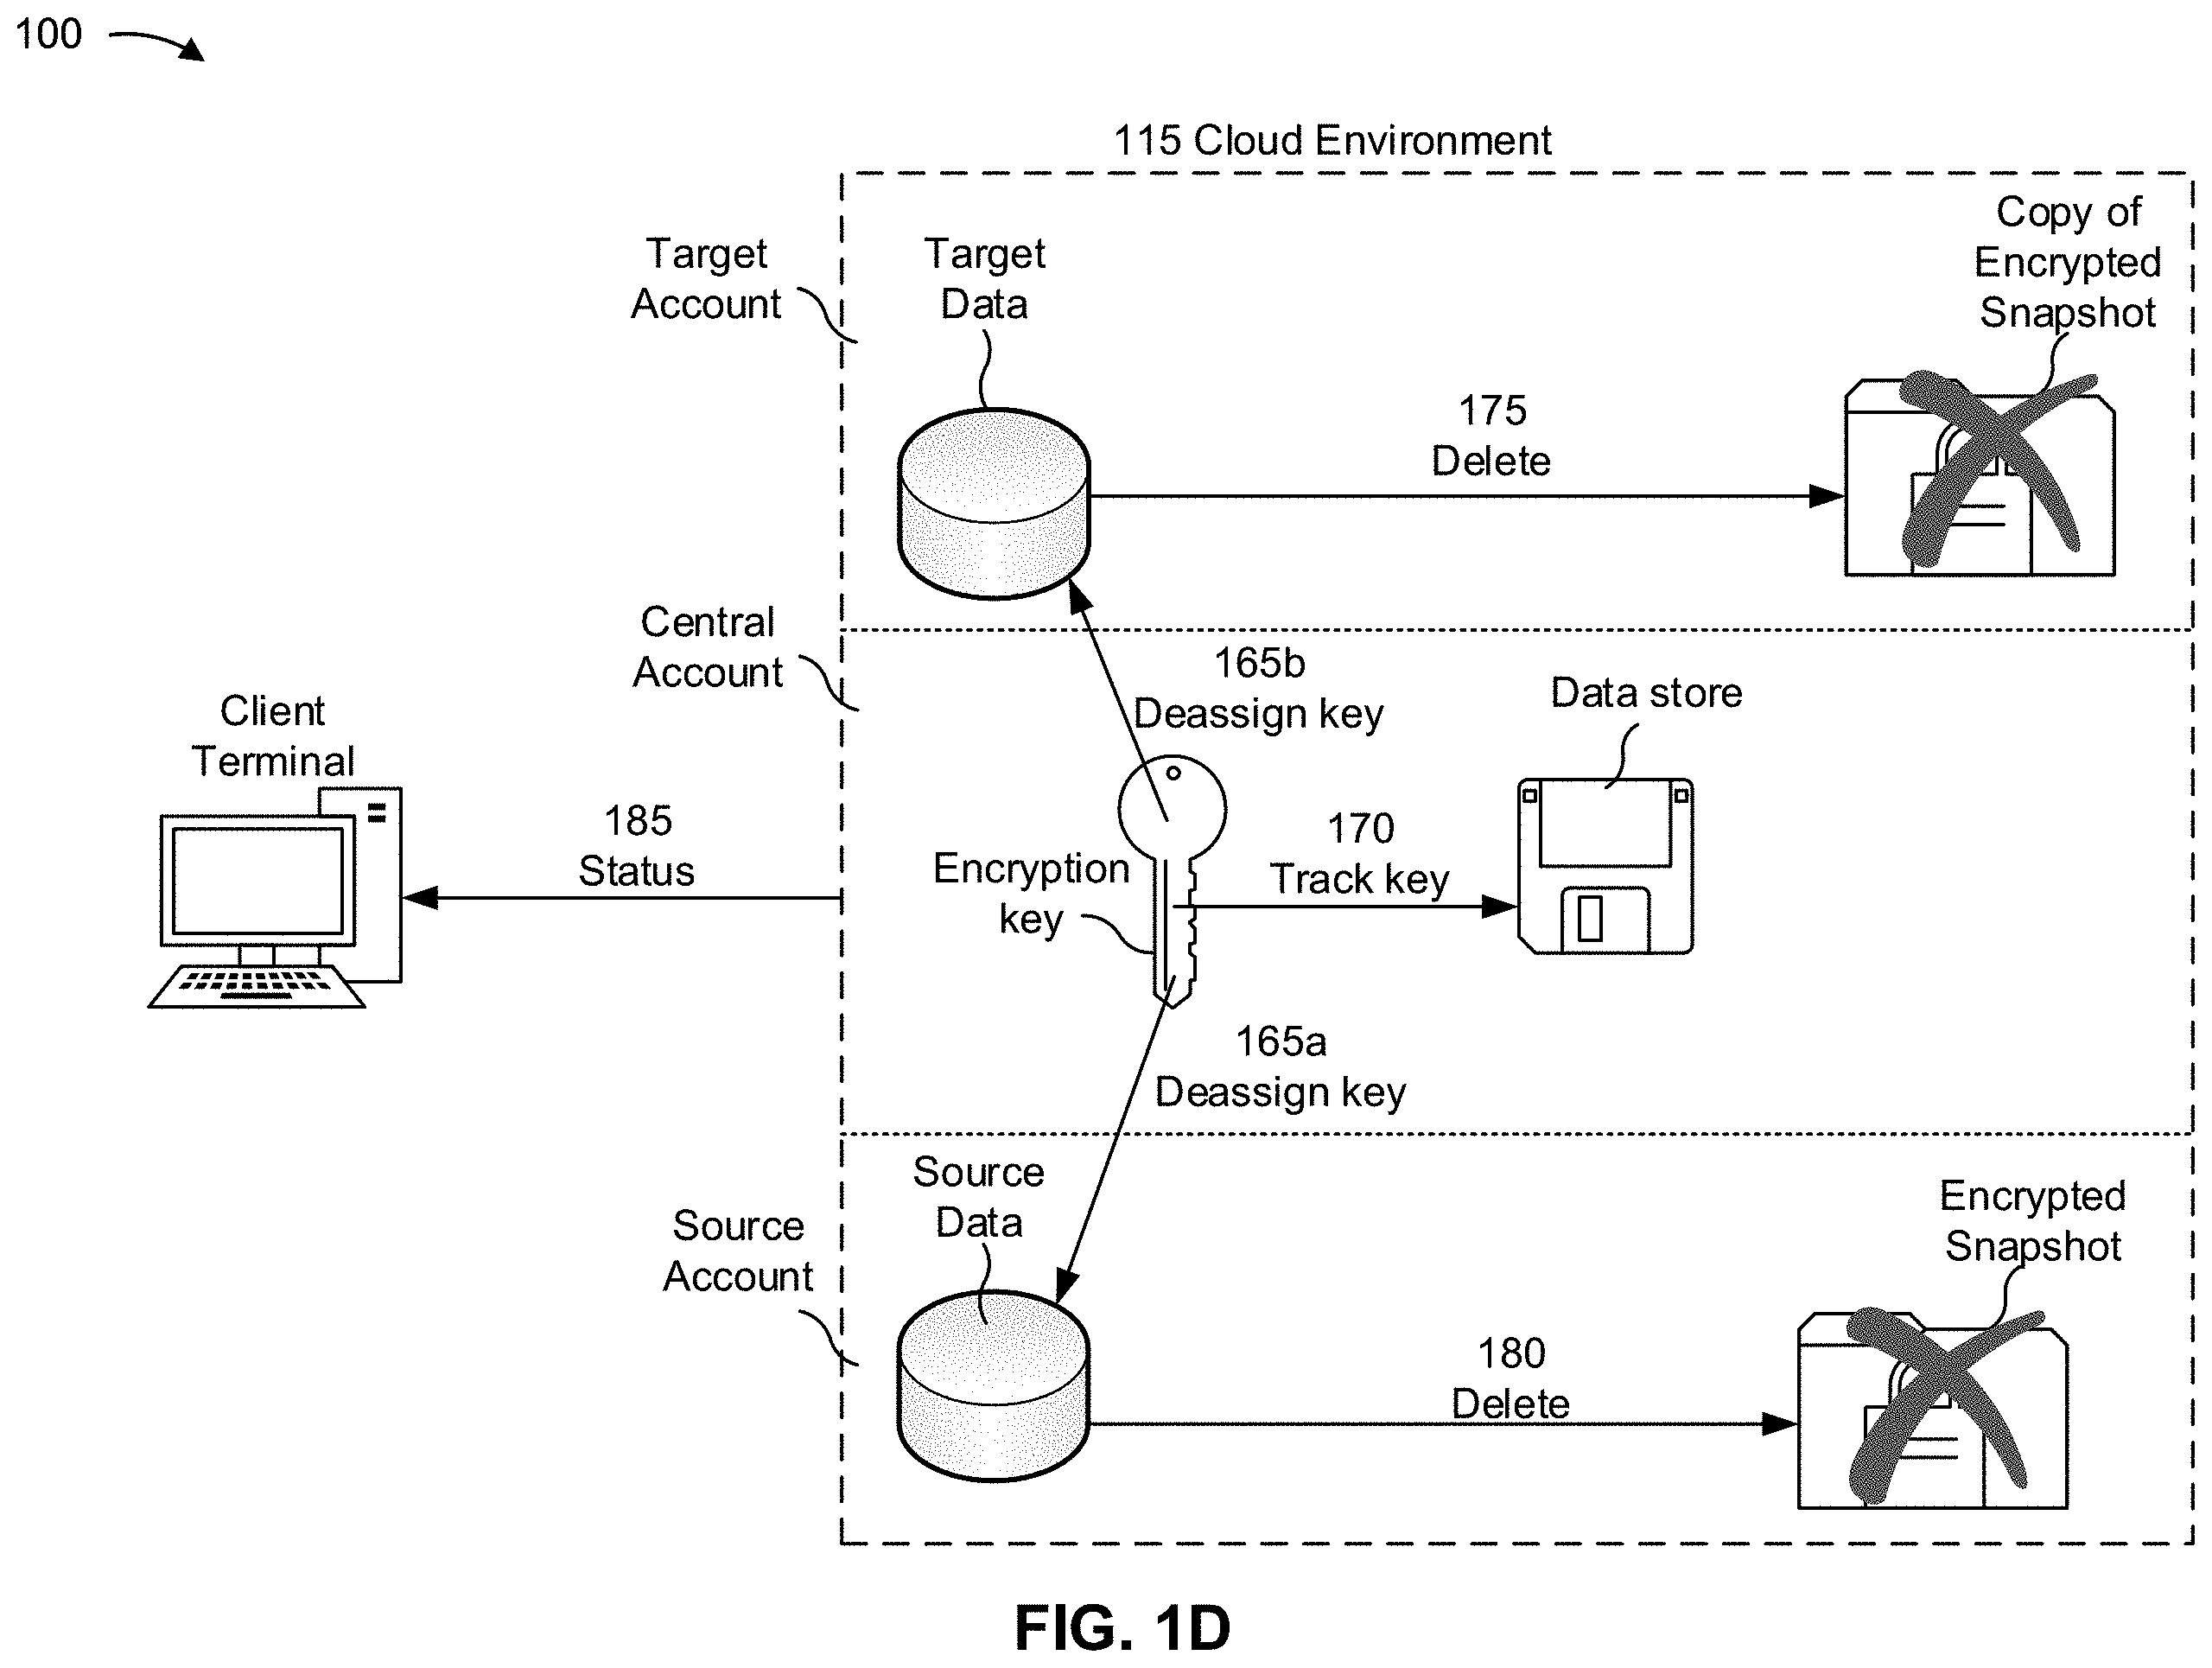 100
115 Cloud Environment
Target
Account
Target
Data
Copy of
Encrypted
Snapshot
175
Delete
Central
Account
165b
Deassign key
Data store
Client
Terminal
185
Status
Encryption
key
170
Track key
165a
Deassign key
Source
Account
Source
Data
Encrypted
Snapshot
180
Delete
FIG. 1D